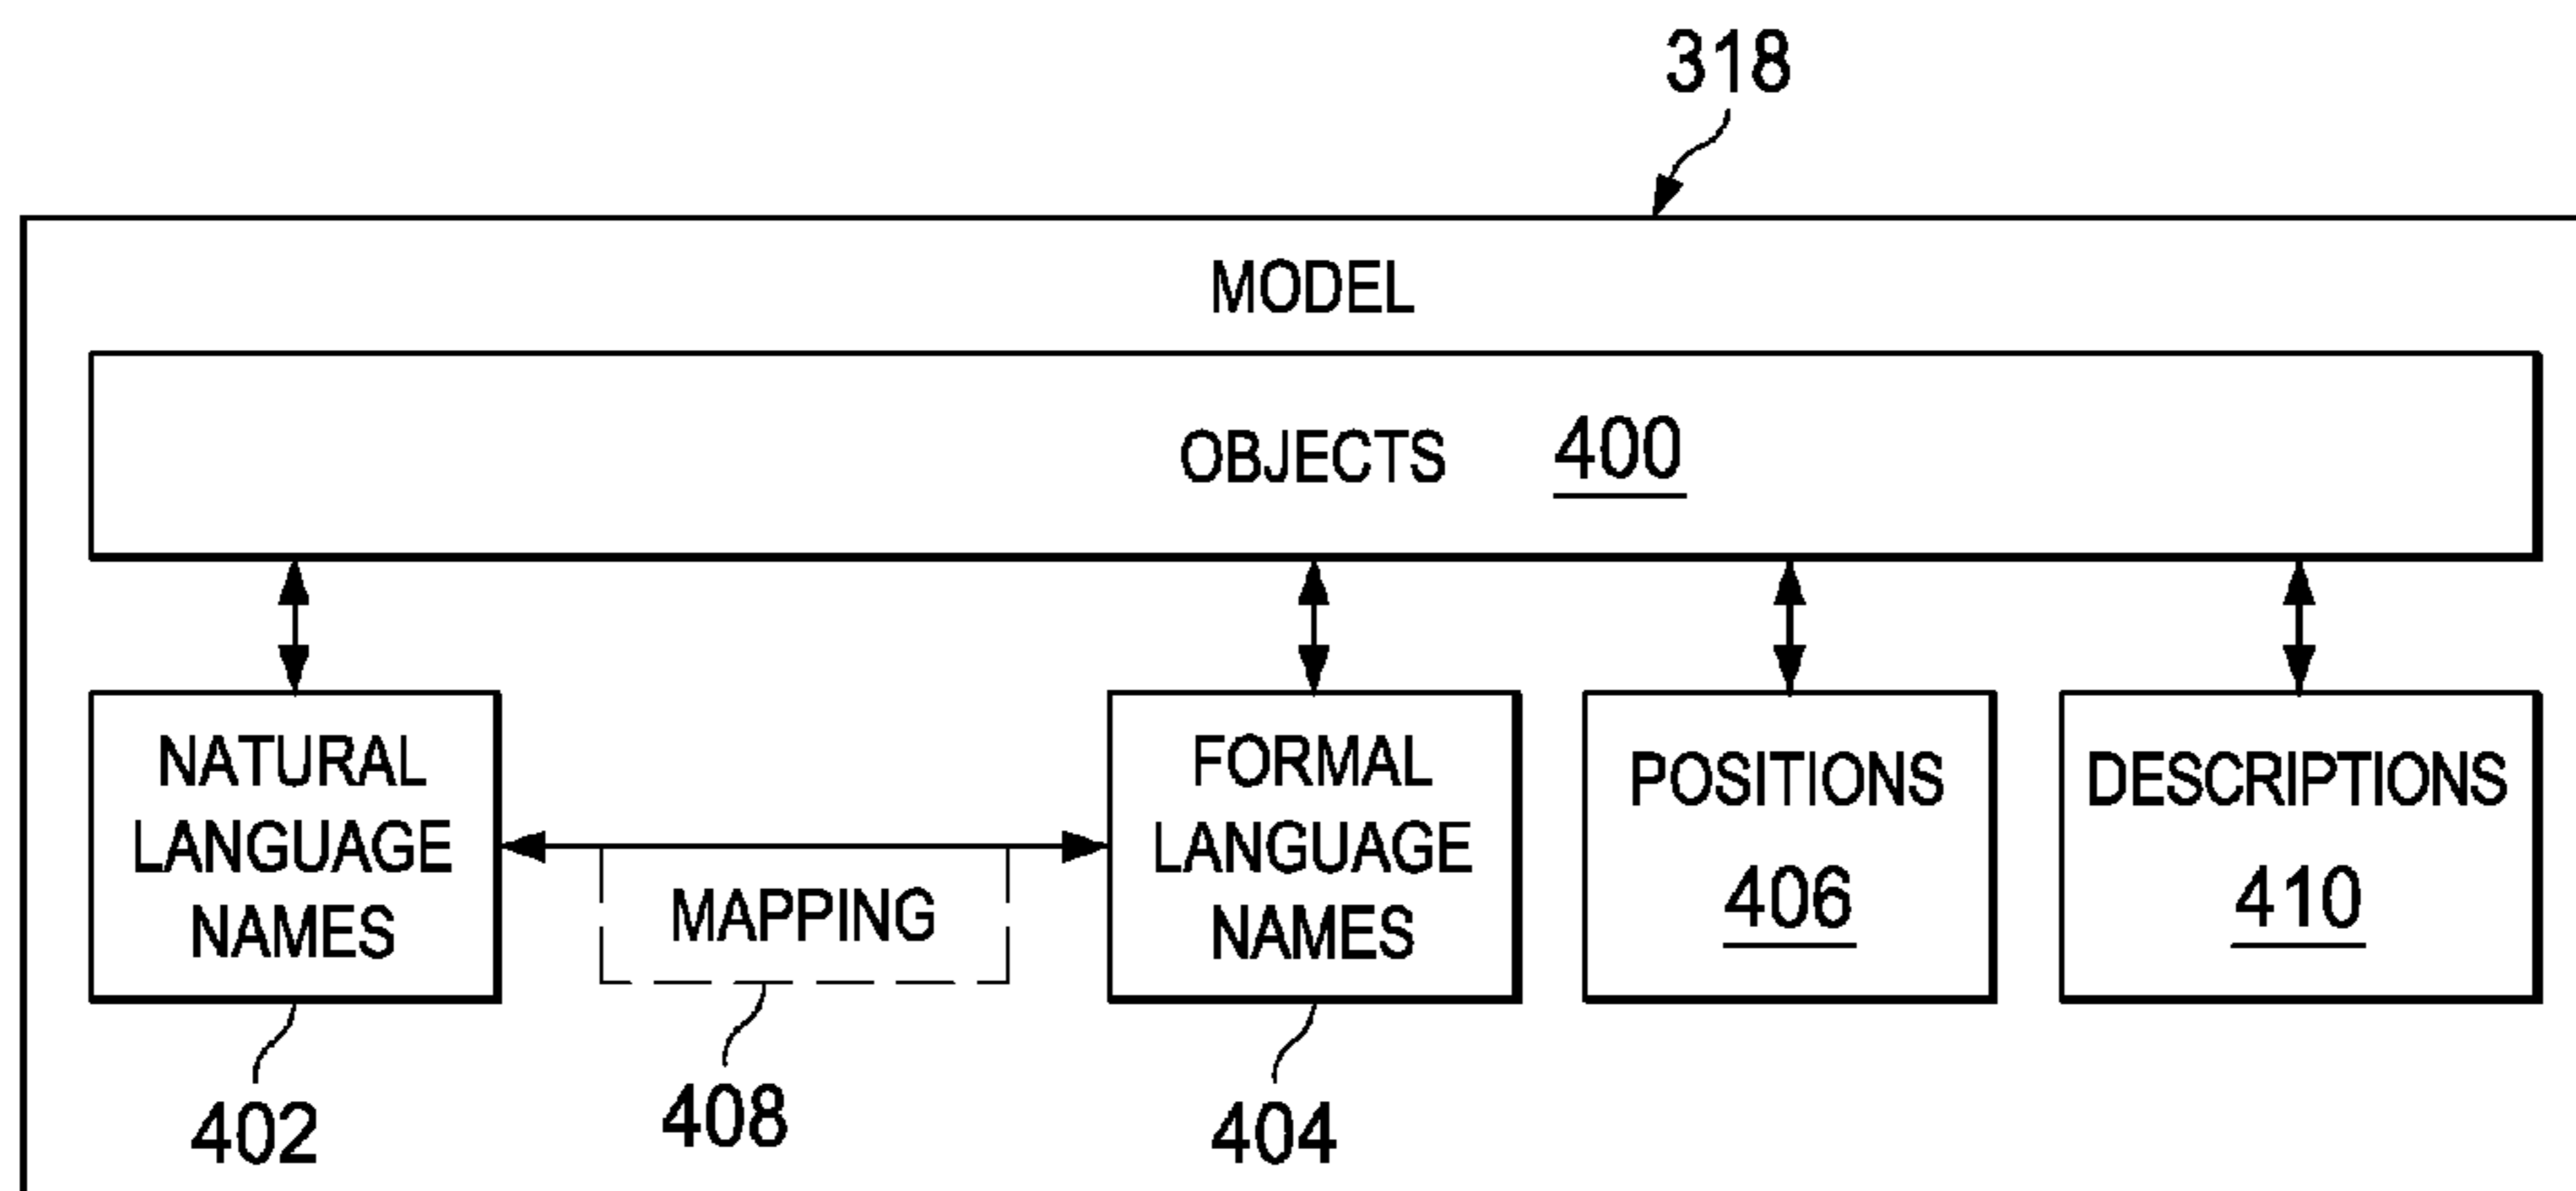 318
MODEL
OBJECTS 400
NATURAL
LANGUAGE
NAMES
MAPPING
FORMAL
LANGUAGE
NAMES
POSITIONS
406
DESCRIPTIONS
410
402
408
404